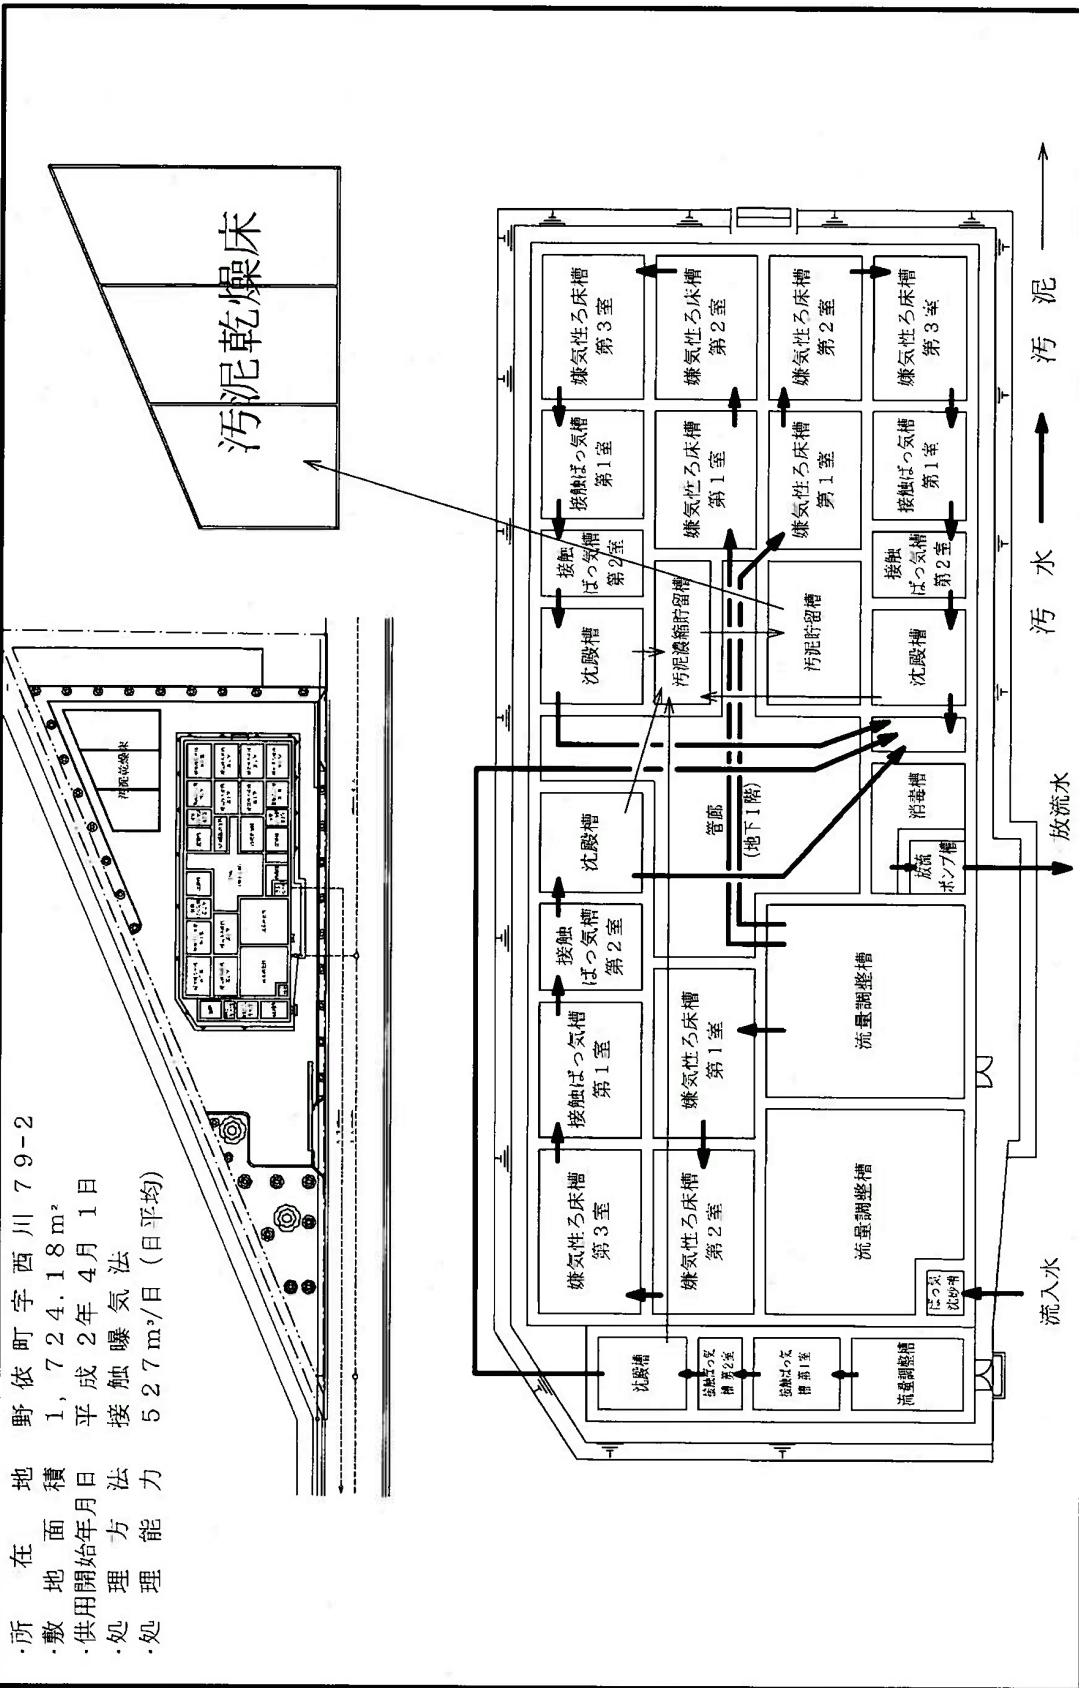 ・所在地 野依町字西川79-2
・敷地面積 1,724.18m²
・供用開始年月日 平成2年4月1日
・処理方法 接触曝気法
・処理能力 527m³/日(日平均)
汚泥乾燥床
汚泥乾燥床
沈殿槽
接触ばっ気
槽 第2室
接触ばっ気
槽 第1室
流量調整槽
嫌気性ろ床槽
第3室
接触ばっ気槽
第1室
接触
ばっ気槽
第2室
沈殿槽
沈殿槽
接触
ばっ気槽
第2室
接触ばっ気槽
第1室
嫌気性ろ床槽
第3室
嫌気性ろ床槽
第2室
嫌気性ろ床槽
第1室
汚泥濃縮貯留槽
嫌気性ろ床槽
第1室
嫌気性ろ床槽
第2室
管廊
(地下1階)
流量調整槽
流量調整槽
汚泥貯留槽
嫌気性ろ床槽
第1室
嫌気性ろ床槽
第2室
ばっ気
沈砂槽
放流
ポンプ槽
消毒槽
沈殿槽
接触
ばっ気槽
第2室
接触ばっ気槽
第1室
嫌気性ろ床槽
第3室
流入水
放流水
汚水
汚泥